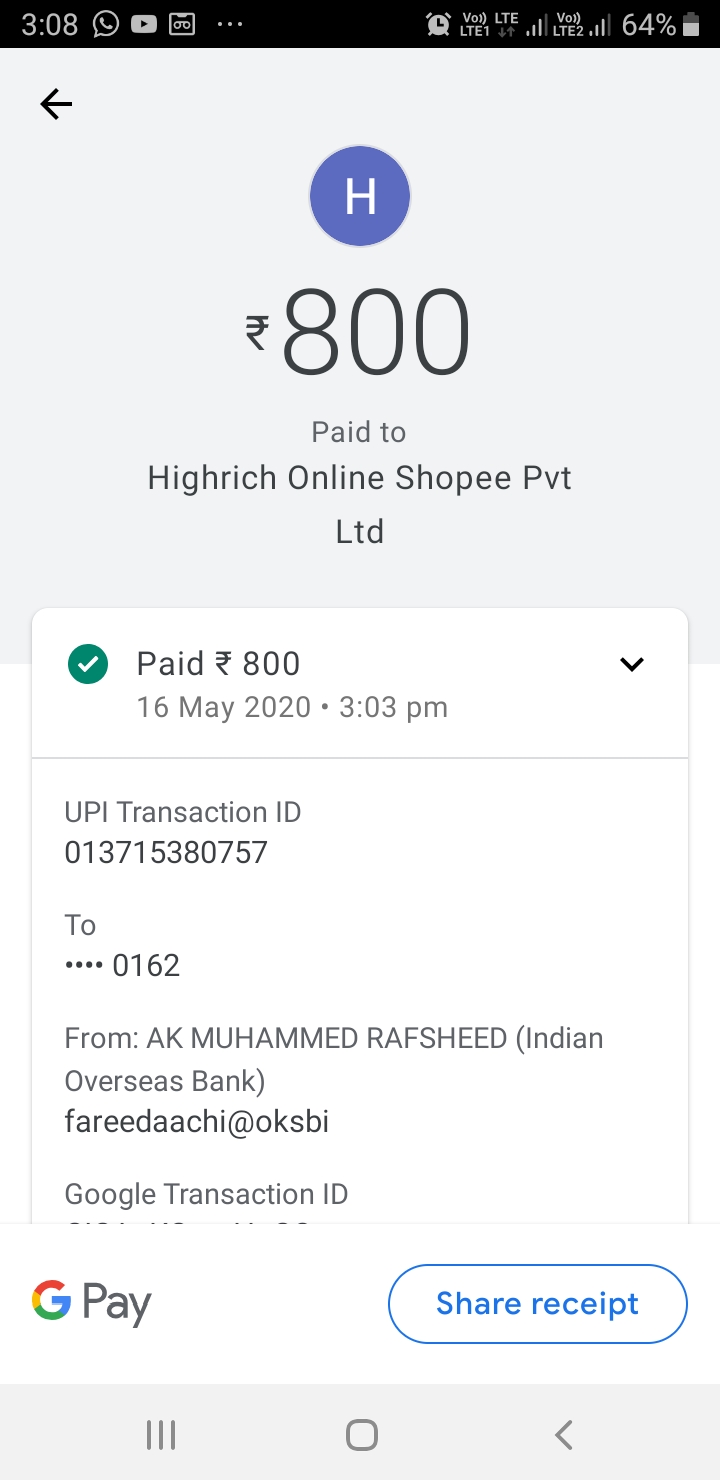 3:08 Vo)) LTE Vo)) 64%
LTE1 LTE2
H
₹800
Paid to
Highrich Online Shopee Pvt
Ltd
Paid ₹ 800
16 May 2020 • 3:03 pm
UPI Transaction ID
013715380757
To
•••• 0162
From: AK MUHAMMED RAFSHEED (Indian
Overseas Bank)
fareedaachi@oksbi
Google Transaction ID
G Pay
Share receipt